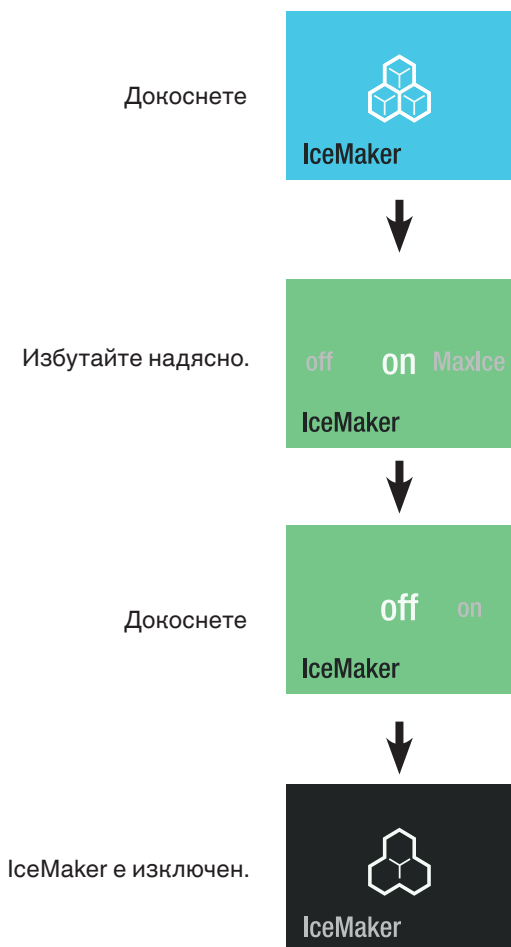 Докоснете
IceMaker
Избутайте надясно.
off on MaxIce
IceMaker
Докоснете
off on
IceMaker
IceMaker е изключен.
IceMaker